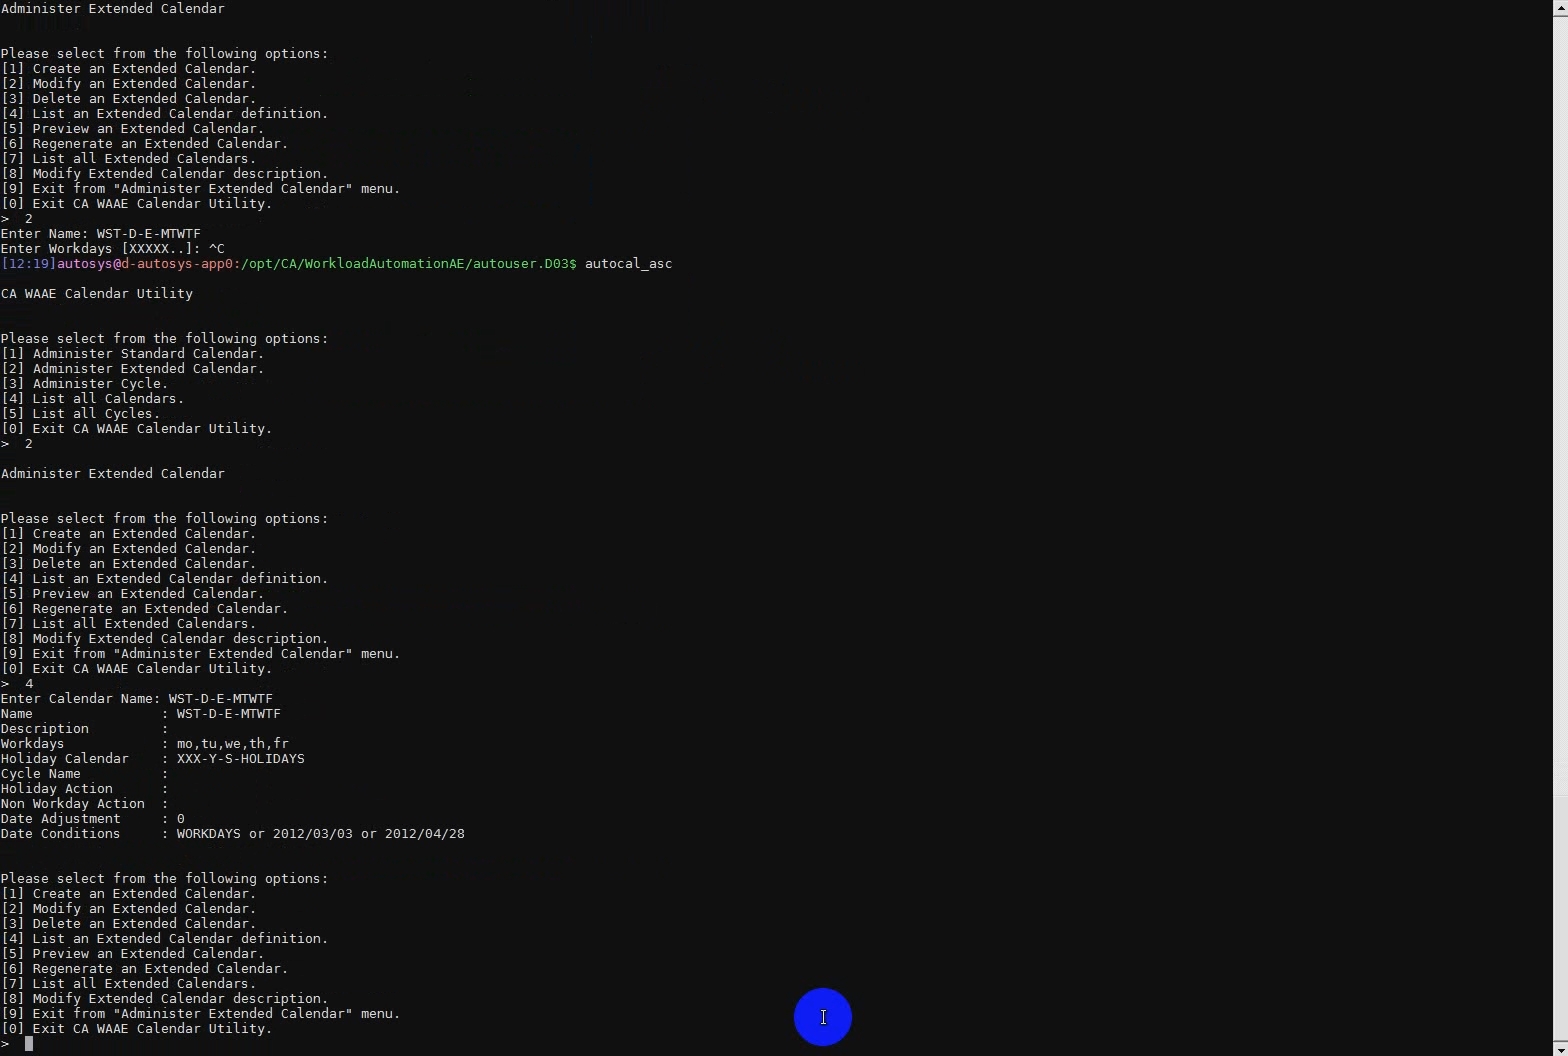 Administer Extended Calendar
Please select from the following options:
[1] Create an Extended Calendar.
[2] Modify an Extended Calendar.
[3] Delete an Extended Calendar.
[4] List an Extended Calendar definition.
[5] Preview an Extended Calendar.
[6] Regenerate an Extended Calendar.
[7] List all Extended Calendars.
[8] Modify Extended Calendar description.
[9] Exit from "Administer Extended Calendar" menu.
[0] Exit CA WAAE Calendar Utility.
>  2
Enter Name: WST-D-E-MTWTF
Enter Workdays [XXXXX..]: ^C
[12:19]autosys@d-autosys-app0:/opt/CA/WorkloadAutomationAE/autouser.D03$ autocal_asc
CA WAAE Calendar Utility
Please select from the following options:
[1] Administer Standard Calendar.
[2] Administer Extended Calendar.
[3] Administer Cycle.
[4] List all Calendars.
[5] List all Cycles.
[0] Exit CA WAAE Calendar Utility.
>  2
Administer Extended Calendar
Please select from the following options:
[1] Create an Extended Calendar.
[2] Modify an Extended Calendar.
[3] Delete an Extended Calendar.
[4] List an Extended Calendar definition.
[5] Preview an Extended Calendar.
[6] Regenerate an Extended Calendar.
[7] List all Extended Calendars.
[8] Modify Extended Calendar description.
[9] Exit from "Administer Extended Calendar" menu.
[0] Exit CA WAAE Calendar Utility.
>  4
Enter Calendar Name: WST-D-E-MTWTF
Name                : WST-D-E-MTWTF
Description         :
Workdays            : mo,tu,we,th,fr
Holiday Calendar    : XXX-Y-S-HOLIDAYS
Cycle Name          :
Holiday Action      :
Non Workday Action  :
Date Adjustment     : 0
Date Conditions     : WORKDAYS or 2012/03/03 or 2012/04/28
Please select from the following options:
[1] Create an Extended Calendar.
[2] Modify an Extended Calendar.
[3] Delete an Extended Calendar.
[4] List an Extended Calendar definition.
[5] Preview an Extended Calendar.
[6] Regenerate an Extended Calendar.
[7] List all Extended Calendars.
[8] Modify Extended Calendar description.
[9] Exit from "Administer Extended Calendar" menu.
[0] Exit CA WAAE Calendar Utility.
>